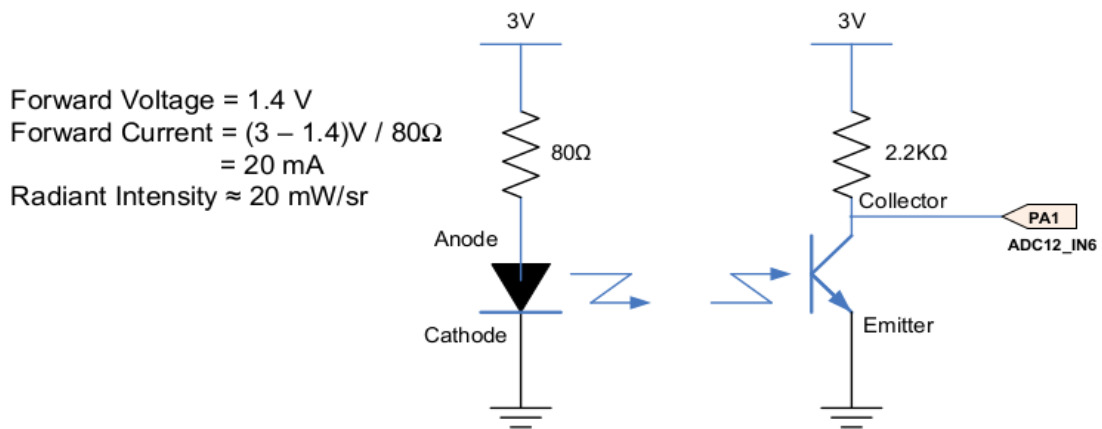 3V
3V
Forward Voltage = 1.4 V
Forward Current = (3 – 1.4)V / 80Ω
= 20 mA
Radiant Intensity ≈ 20 mW/sr
80Ω
2.2KΩ
Collector
PA1
ADC12_IN6
Anode
Cathode
Emitter